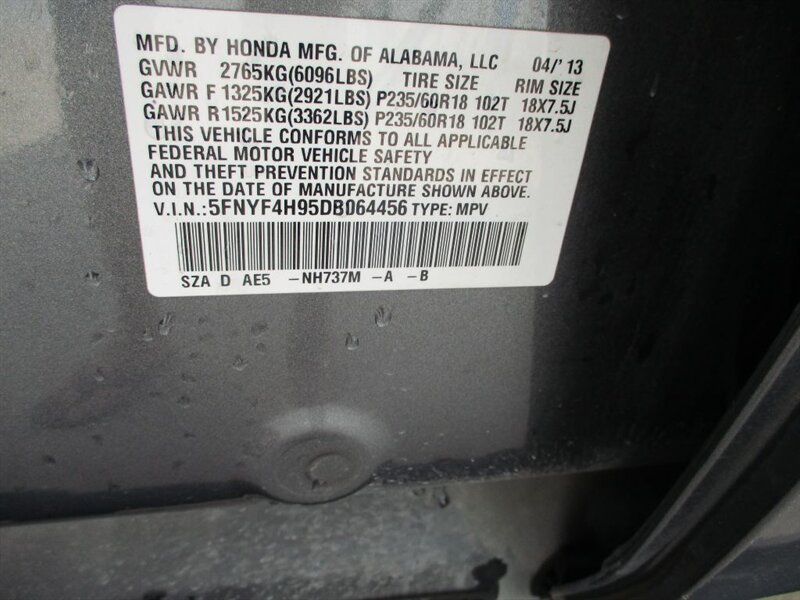 MFD. BY HONDA MFG. OF ALABAMA, LLC 04/'13
GVWR 2765KG(6096LBS) TIRE SIZE RIM SIZE
GAWR F1325KG(2921LBS) P235/60R18 102T 18X7.5J
GAWR R1525KG(3362LBS) P235/60R18 102T 18X7.5J
THIS VEHICLE CONFORMS TO ALL APPLICABLE
FEDERAL MOTOR VEHICLE SAFETY
AND THEFT PREVENTION STANDARDS IN EFFECT
ON THE DATE OF MANUFACTURE SHOWN ABOVE.
V.I.N.:5FNYF4H95DB064456 TYPE: MPV
SZA D AE5 -NH737M -A -B